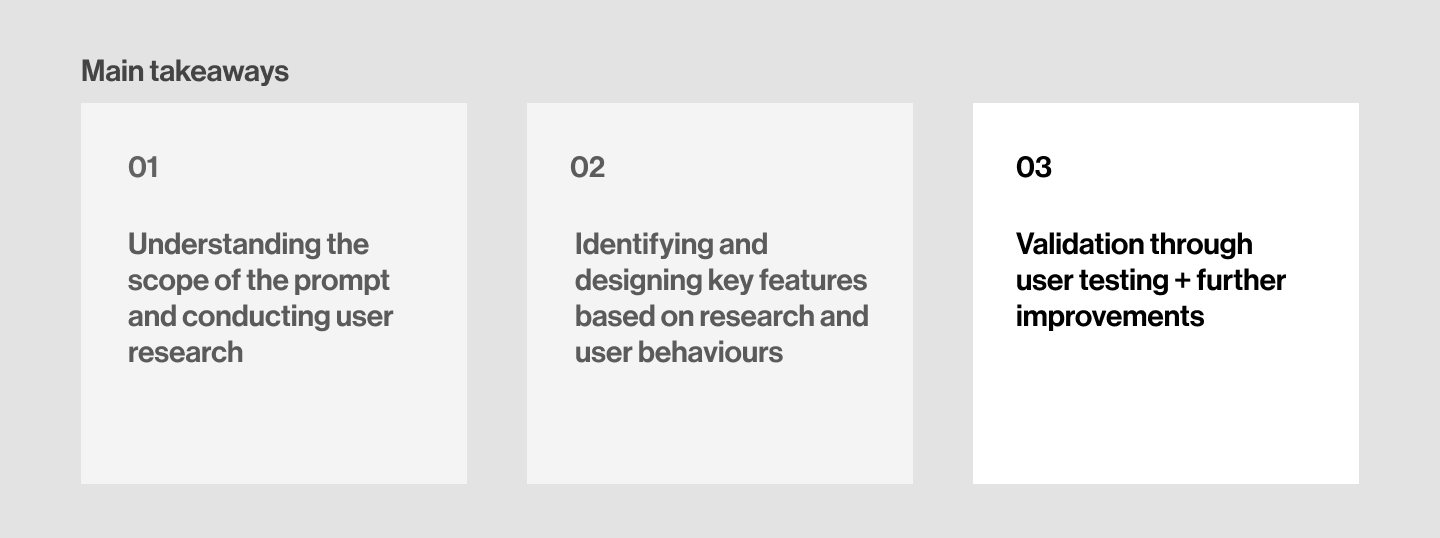 Main takeaways
01
Understanding the
scope of the prompt
and conducting user
research
02
Identifying and
designing key features
based on research and
user behaviours
03
Validation through
user testing + further
improvements